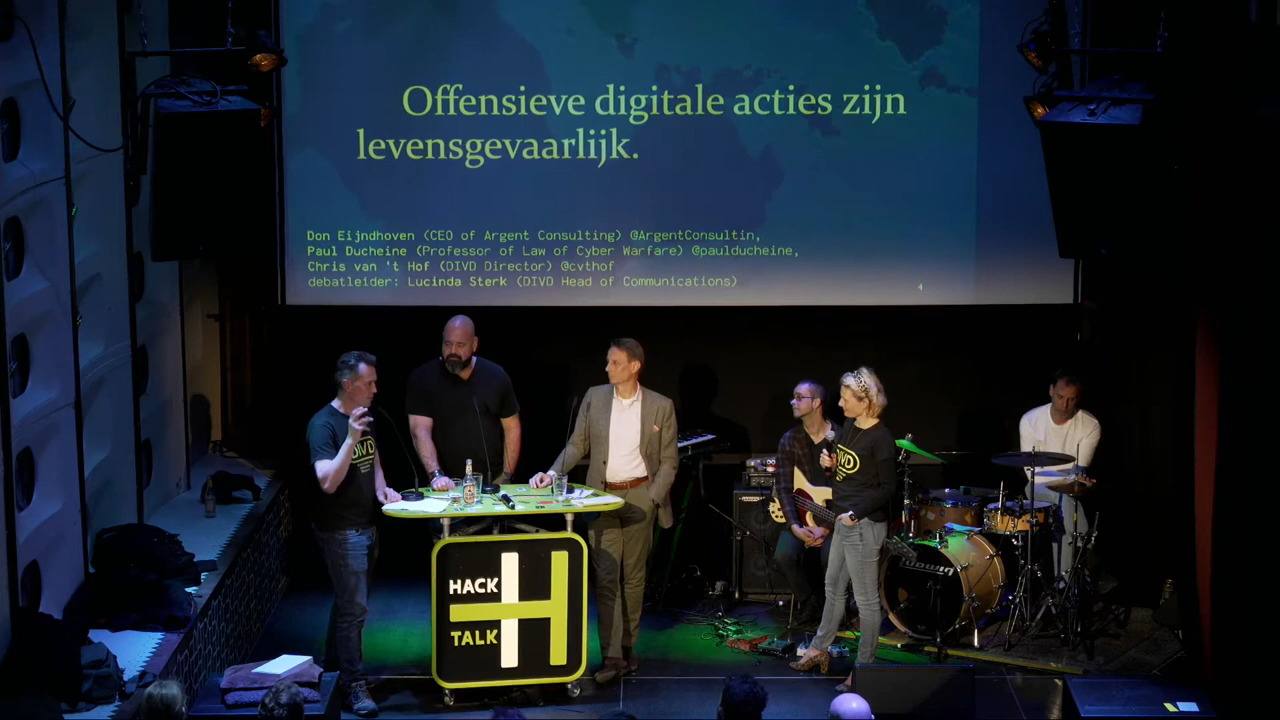 Offensieve digitale acties zijn
levensgevaarlijk.
Don Eijndhoven (CEO of Argent Consulting) @ArgentConsultin,
Paul Ducheine (Professor of Law of Cyber Warfare) @paulducheine,
Chris van 't Hof (DIVD Director) @cvthof
debatleider: Lucinda Sterk (DIVD Head of Communications)
4
DIVD
DIVD
HACK
TALK